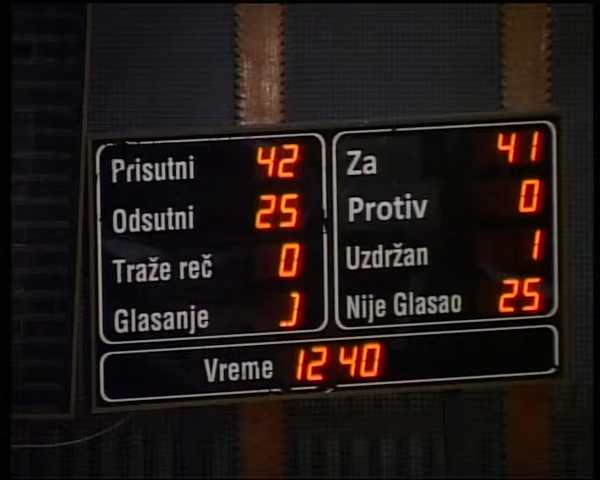 Prisutni 42
Odsutni 25
Traže reč 0
Glasanje
Za 41
Protiv 0
Uzdržan 1
Nije Glasao 25
Vreme 12 40